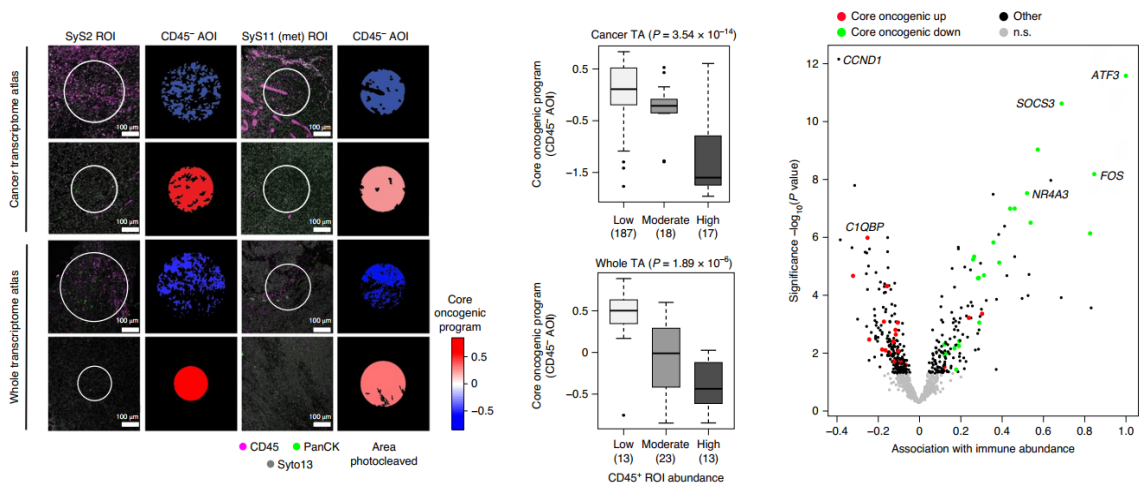 SyS2 ROI
CD45⁻ AOI
SyS11 (met) ROI
CD45⁻ AOI
Cancer transcriptome atlas
100 µm
100 µm
100 µm
100 µm
Whole transcriptome atlas
100 µm
100 µm
100 µm
100 µm
CD45
PanCK
Syto13
Area
photocleaved
Core
oncogenic
program
0.5
0
−0.5
Cancer TA (P = 3.54 × 10⁻¹⁴)
Core oncogenic program
(CD45⁻ AOI)
0.5
−0.5
−1.5
Low
(187)
Moderate
(18)
High
(17)
Whole TA (P = 1.89 × 10⁻⁶)
Core oncogenic program
(CD45⁻ AOI)
0.5
0
−0.5
Low
(13)
Moderate
(23)
High
(13)
CD45⁺ ROI abundance
Core oncogenic up
Core oncogenic down
Other
n.s.
Significance −log₁₀(P value)
12
10
8
6
4
2
0
CCND1
ATF3
SOCS3
FOS
NR4A3
C1QBP
−0.4
−0.2
0
0.2
0.4
0.6
0.8
1.0
Association with immune abundance